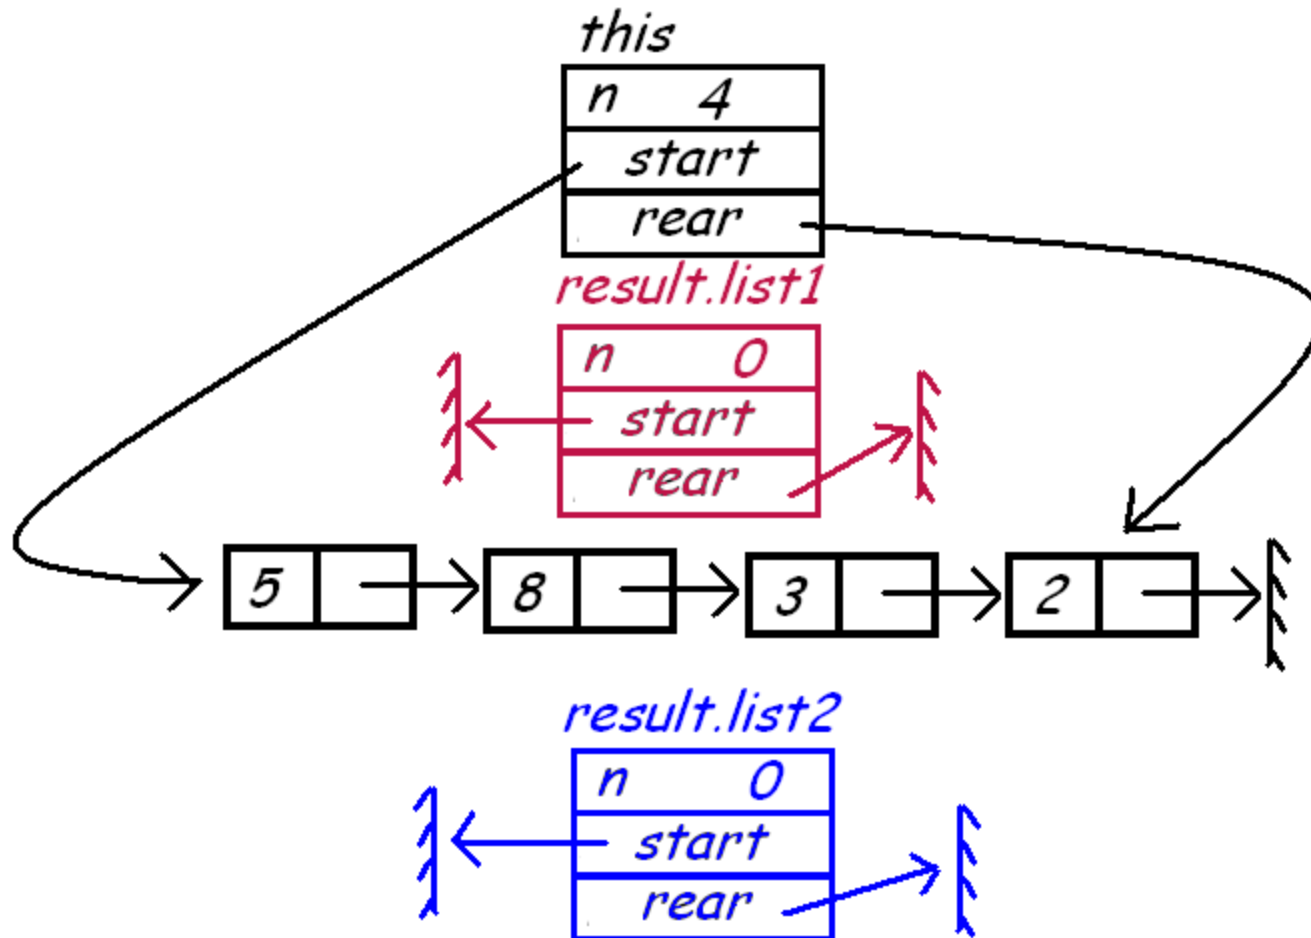 this
n 4
start
rear
result.list1
n 0
start
rear
5 8 3 2
result.list2
n 0
start
rear